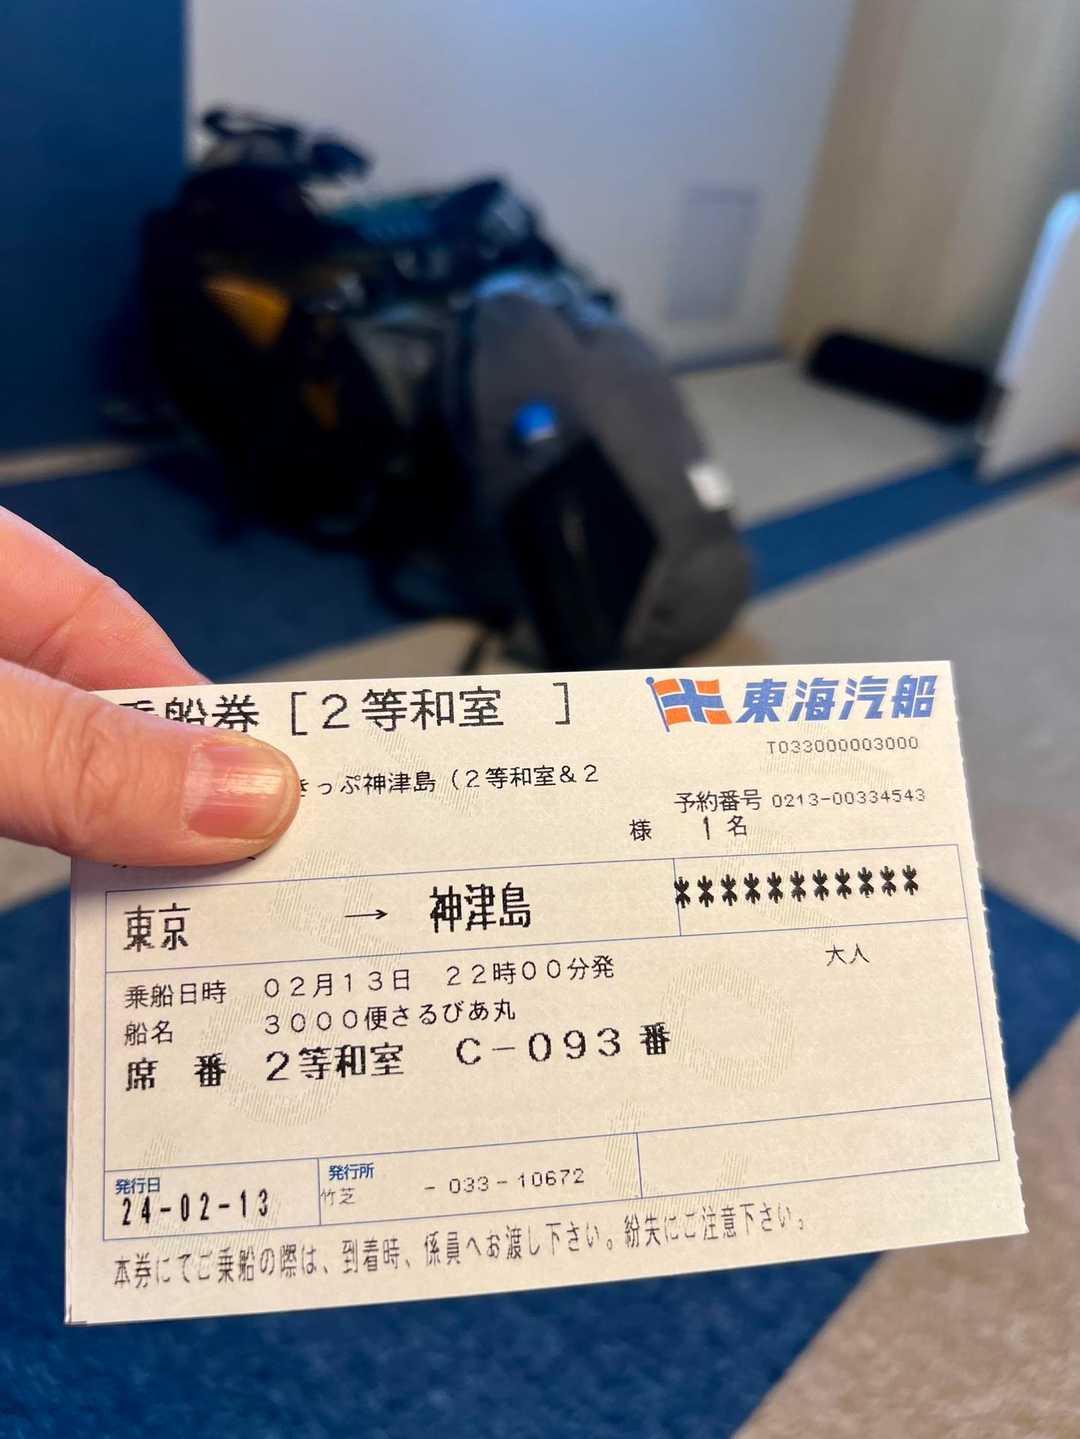 船券［２等和室　］
東海汽船
T033000003000
きっぷ神津島（２等和室＆２
予約番号 0213-00334543
様　１名
東京 → 神津島 ***********
大人
乗船日時　０２月１３日　２２時００分発
船名　３０００便さるびあ丸
席　番　２等和室　Ｃ－０９３番
発行日 発行所
24-02-13 竹芝 －033－10672
本券にてご乗船の際は、到着時、係員へお渡し下さい。紛失にご注意下さい。